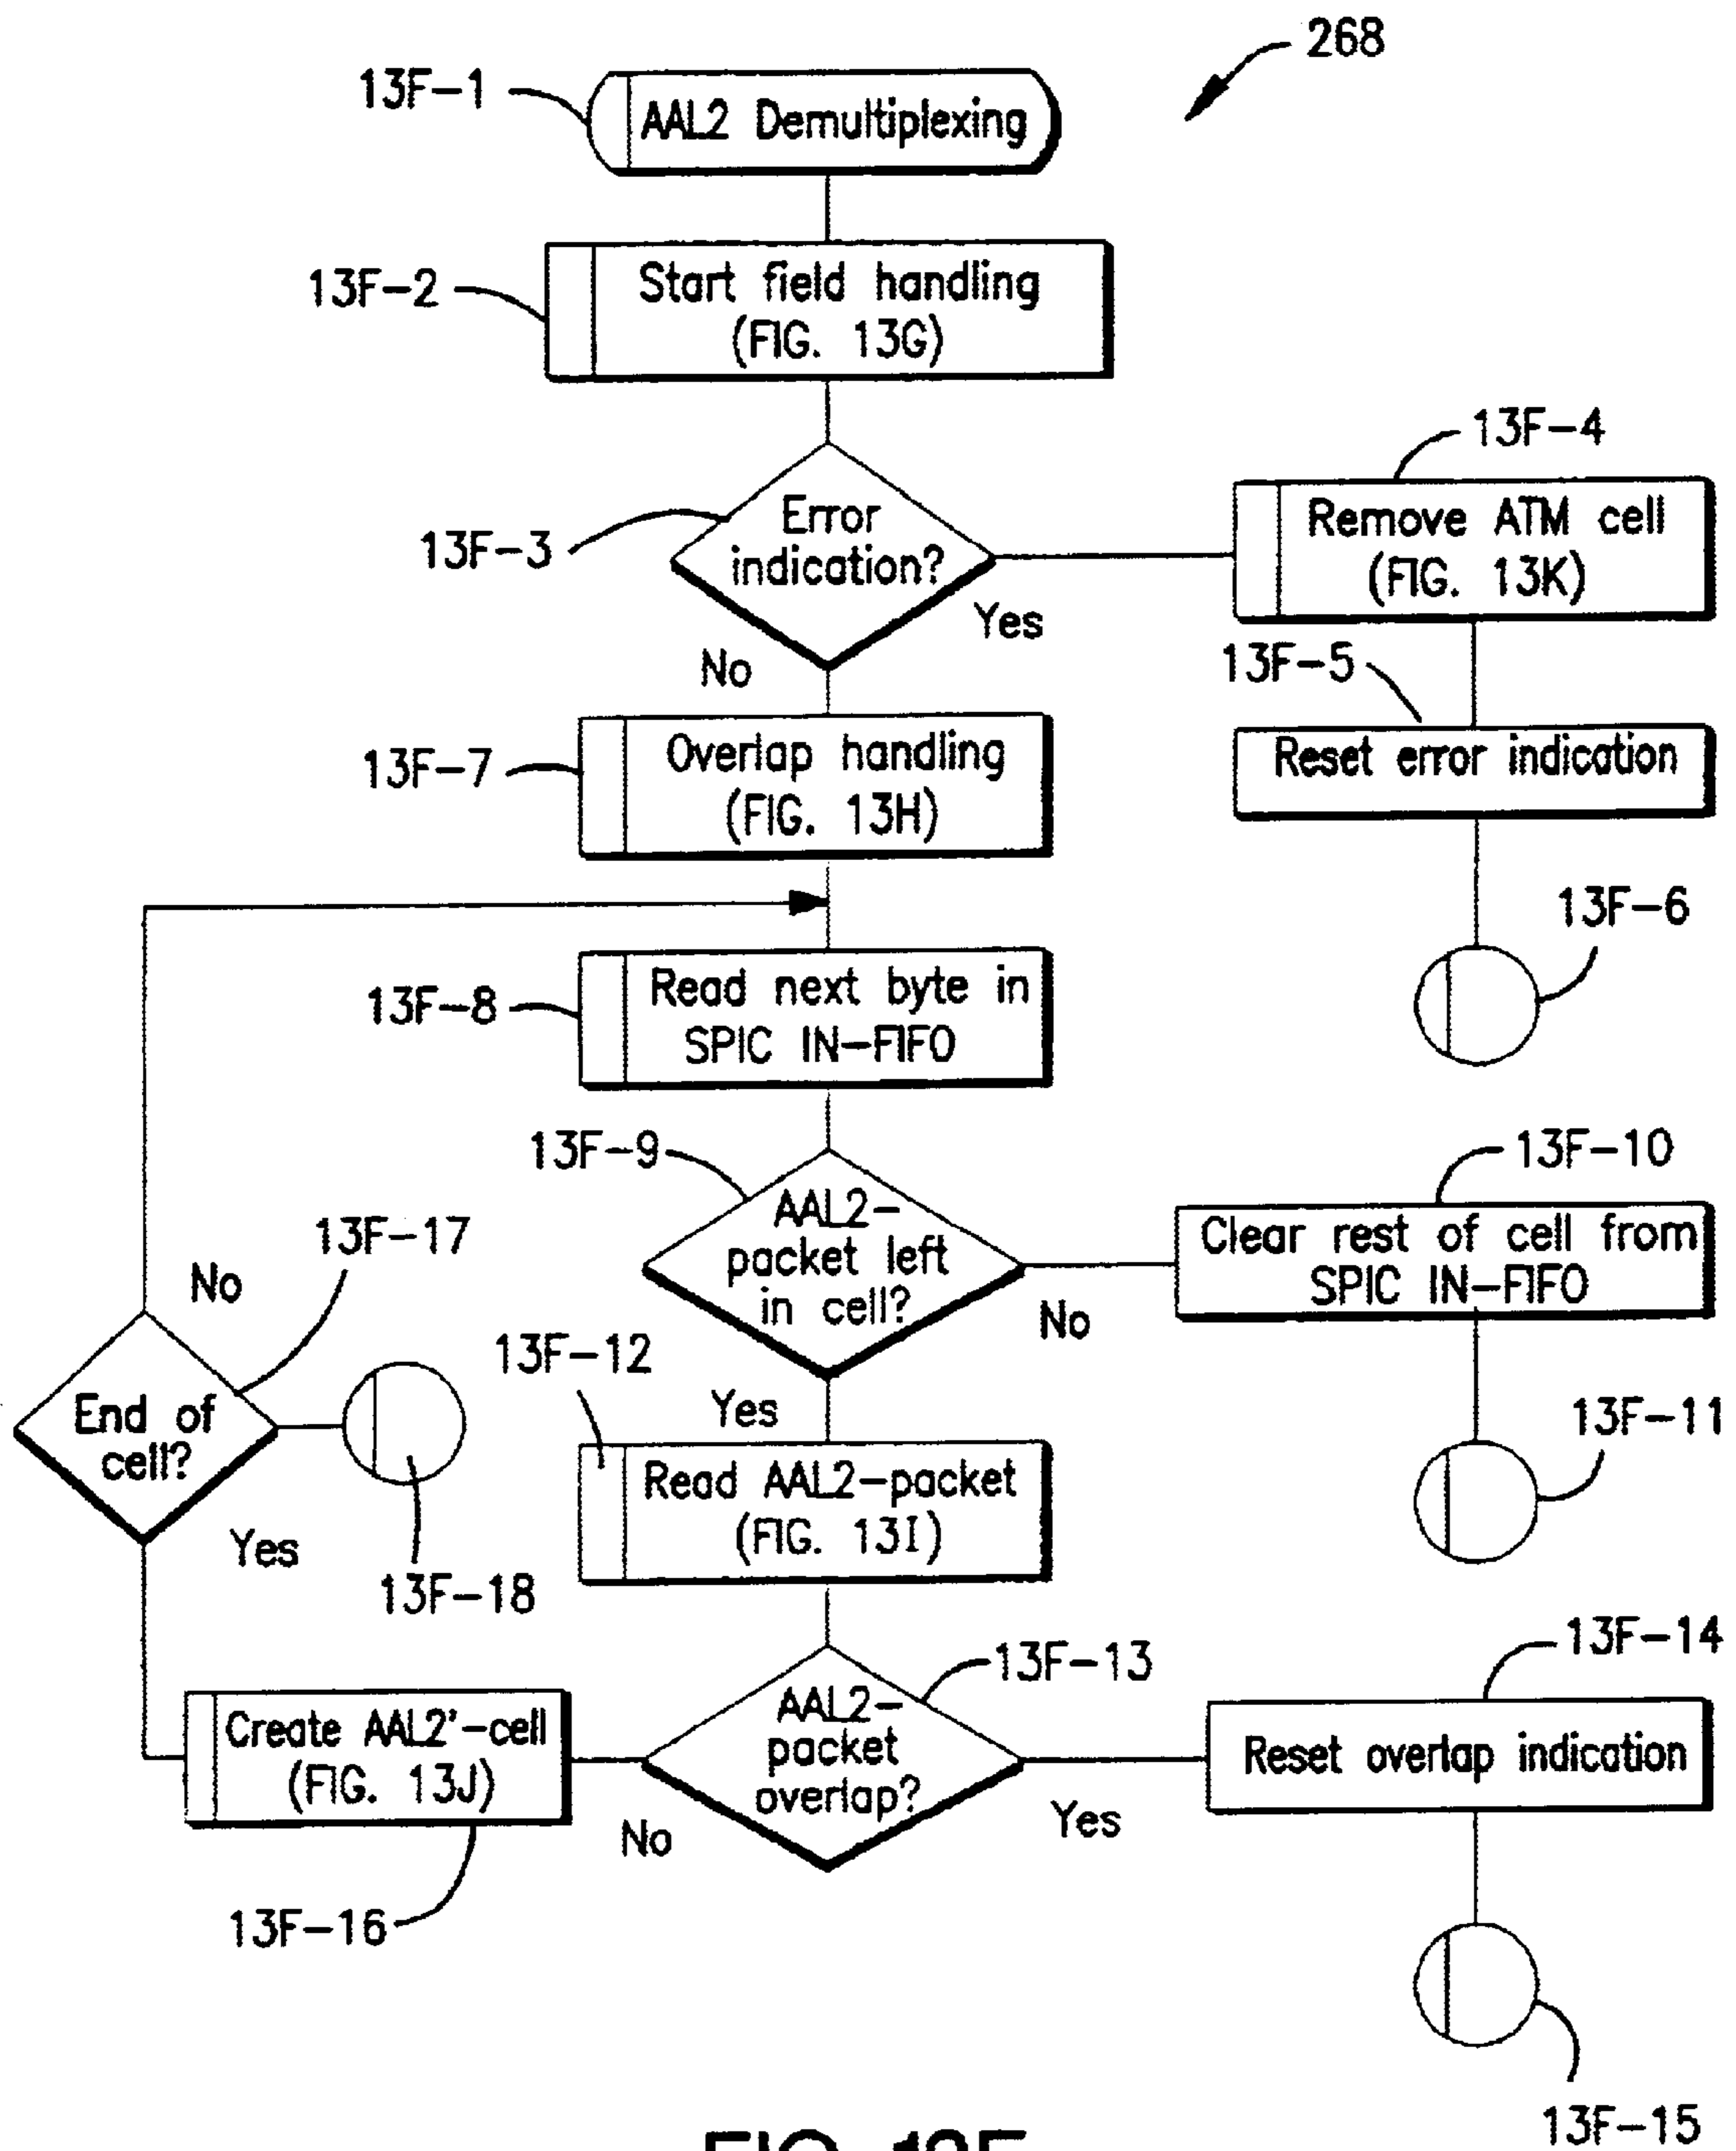 268
13F-1
AAL2 Demultiplexing
13F-2
Start field handling
(FIG. 13G)
13F-3
Error
indication?
Yes
No
13F-4
Remove ATM cell
(FIG. 13K)
13F-5
Reset error indication
13F-6
13F-7
Overlap handling
(FIG. 13H)
13F-8
Read next byte in
SPIC IN-FIFO
13F-9
AAL2-
packet left
in cell?
No
Yes
13F-10
Clear rest of cell from
SPIC IN-FIFO
13F-11
13F-12
Read AAL2-packet
(FIG. 13I)
13F-13
AAL2-
packet
overlap?
Yes
No
13F-14
Reset overlap indication
13F-15
Create AAL2'-cell
(FIG. 13J)
13F-16
13F-17
No
End of
cell?
Yes
13F-18
FIG. 13F